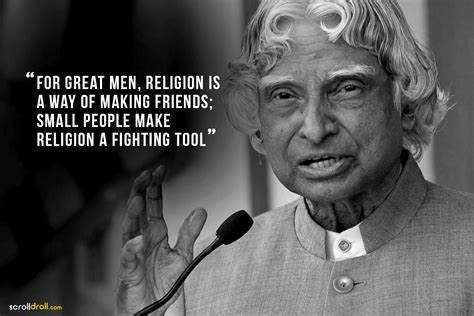 “FOR GREAT MEN, RELIGION IS
A WAY OF MAKING FRIENDS;
SMALL PEOPLE MAKE
RELIGION A FIGHTING TOOL”
scrolldroll.com